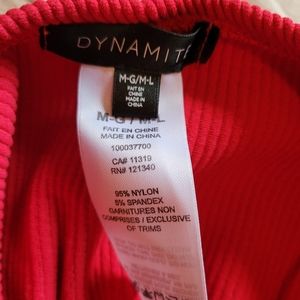 DYNAMITE
M-G/M-L
FAIT EN
CHINE
MADE IN
CHINA
M-G/M-L
FAIT EN CHINE
MADE IN CHINA
100037700
CA# 11319
RN# 121340
95% NYLON
5% SPANDEX
GARNITURES NON
COMPRISES / EXCLUSIVE
OF TRIMS